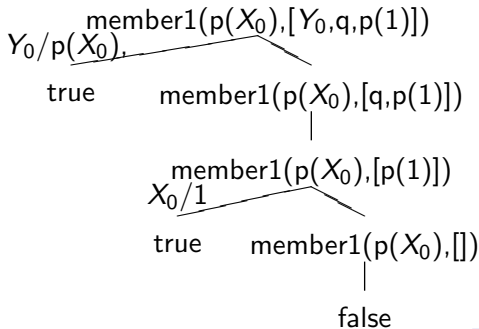 member1(p(X₀),[Y₀,q,p(1)])
Y₀/p(X₀),
true
member1(p(X₀),[q,p(1)])
member1(p(X₀),[p(1)])
X₀/1
true
member1(p(X₀),[])
false